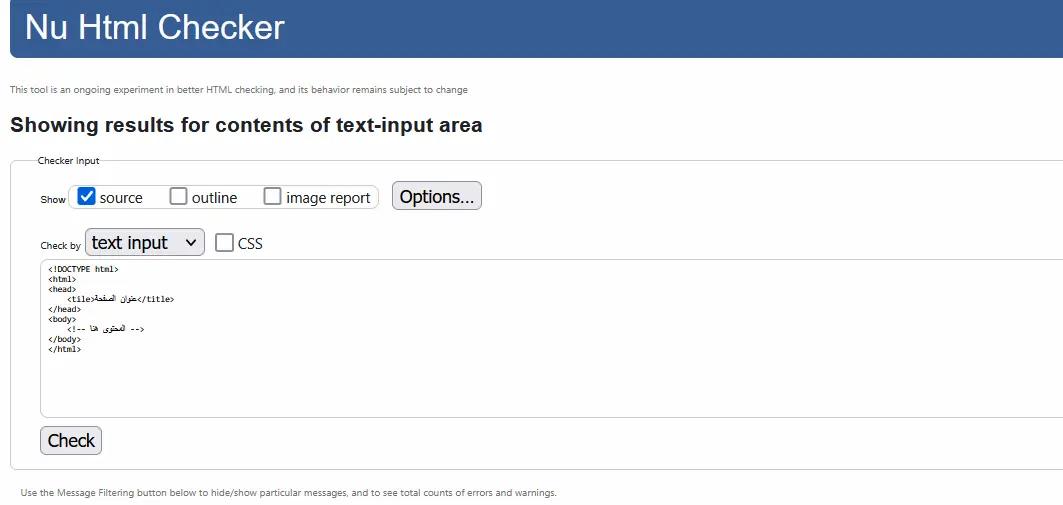 Nu Html Checker
This tool is an ongoing experiment in better HTML checking, and its behavior remains subject to change
Showing results for contents of text-input area
Checker Input
Show source outline image report Options...
Check by text input CSS
<!DOCTYPE html>
<html>
<head>
<tile>عنوان الصفحة</title>
</head>
<body>
<!-- المحتوى هنا -->
</body>
</html>
Check
Use the Message Filtering button below to hide/show particular messages, and to see total counts of errors and warnings.